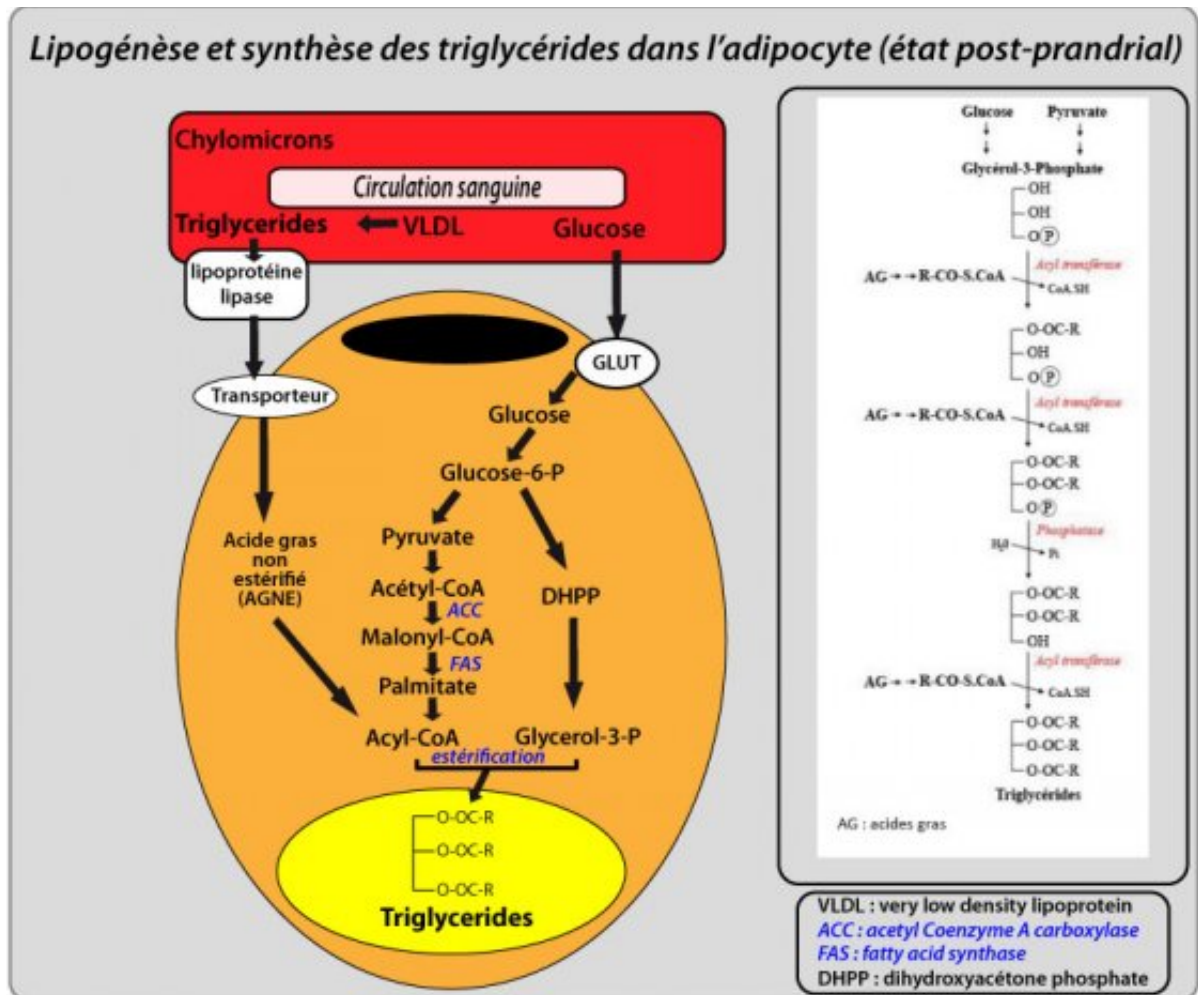 Lipogénèse et synthèse des triglycérides dans l'adipocyte (état post-prandrial)
Chylomicrons
Circulation sanguine
Triglycerides
VLDL
Glucose
lipoprotéine
lipase
Transporteur
GLUT
Glucose
Glucose-6-P
Pyruvate
Acétyl-CoA
ACC
Malonyl-CoA
FAS
Palmitate
Acyl-CoA
Acide gras
non
estérifié
(AGNE)
DHPP
Glycerol-3-P
estérification
O-OC-R
O-OC-R
O-OC-R
Triglycerides
Glucose Pyruvate
Glycérol-3-Phosphate
OH
OH
O P
Acyl transférase
AG R-CO-S.CoA
CoA.SH
O-OC-R
OH
O P
Acyl transférase
AG R-CO-S.CoA
CoA.SH
O-OC-R
O-OC-R
O P
Phosphatase
H2O
Pi
O-OC-R
O-OC-R
OH
Acyl transférase
AG R-CO-S.CoA
CoA.SH
O-OC-R
O-OC-R
O-OC-R
Triglycérides
AG : acides gras
VLDL : very low density lipoprotein
ACC : acetyl Coenzyme A carboxylase
FAS : fatty acid synthase
DHPP : dihydroxyacétone phosphate